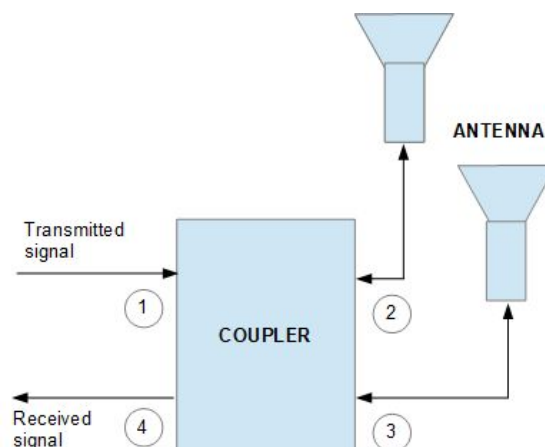 ANTENNA
Transmitted
signal
1
2
COUPLER
Received
signal
4
3